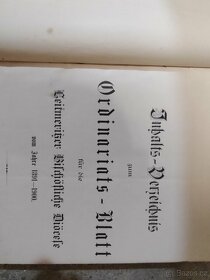 Inhalts-Verzeichnis
zum
Ordinariats-Blatt
für die
Leitmeritzer Bischöfliche Diöcese
vom Jahre 1891–1900.